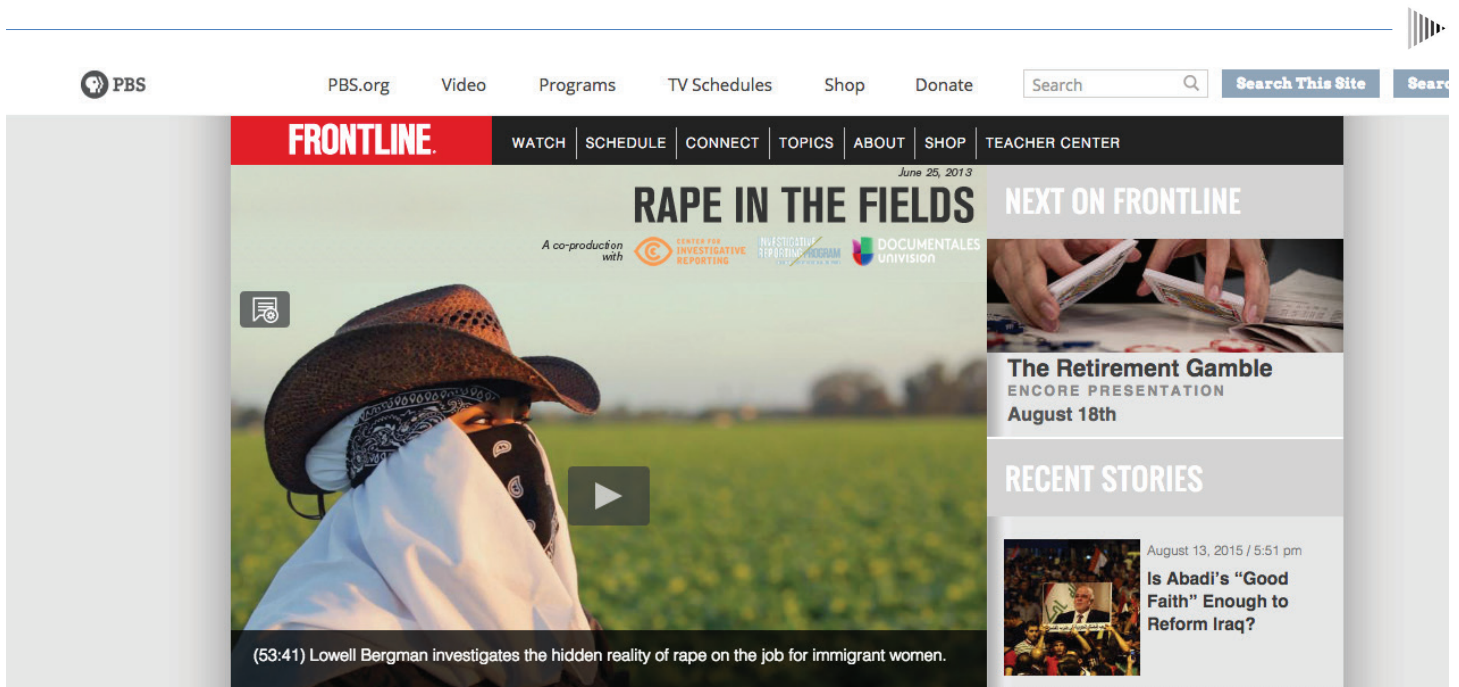 PBS
PBS.org Video Programs TV Schedules Shop Donate Search Search This Site Searc
FRONTLINE.
WATCH SCHEDULE CONNECT TOPICS ABOUT SHOP TEACHER CENTER
June 25, 2013
RAPE IN THE FIELDS
A co-production
with
CENTER FOR
INVESTIGATIVE
REPORTING
INVESTIGATIVE
REPORTING PROGRAM
DOCUMENTALES
UNIVISION
(53:41) Lowell Bergman investigates the hidden reality of rape on the job for immigrant women.
NEXT ON FRONTLINE
The Retirement Gamble
ENCORE PRESENTATION
August 18th
RECENT STORIES
August 13, 2015 / 5:51 pm
Is Abadi's “Good
Faith” Enough to
Reform Iraq?